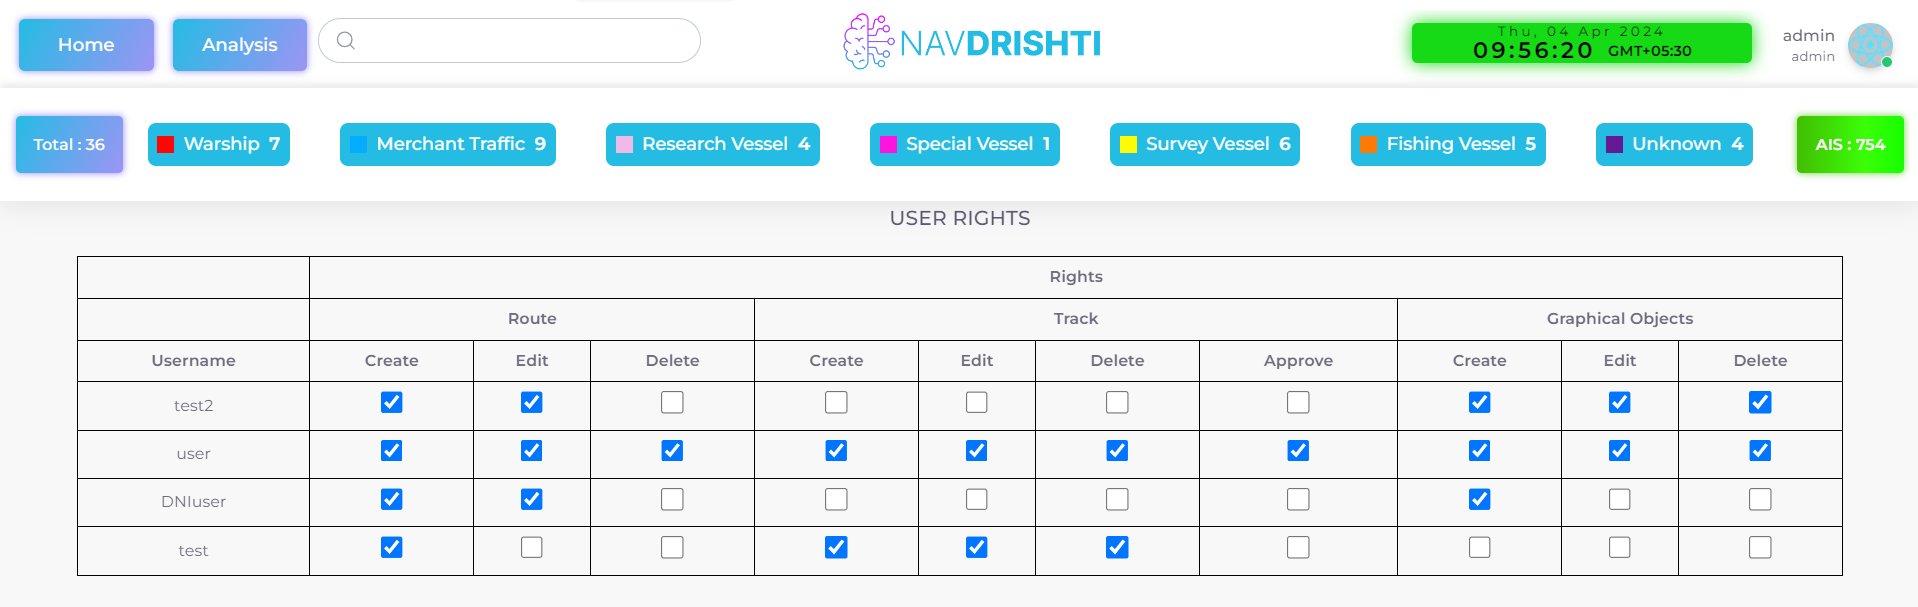 Home
Analysis
NAVDRISHTI
Thu, 04 Apr 2024
09:56:20 GMT+05:30
admin
admin
Total : 36
Warship 7
Merchant Traffic 9
Research Vessel 4
Special Vessel 1
Survey Vessel 6
Fishing Vessel 5
Unknown 4
AIS : 754
USER RIGHTS
Rights
Route Track Graphical Objects
Username Create Edit Delete Create Edit Delete Approve Create Edit Delete
test2
user
DNIuser
test